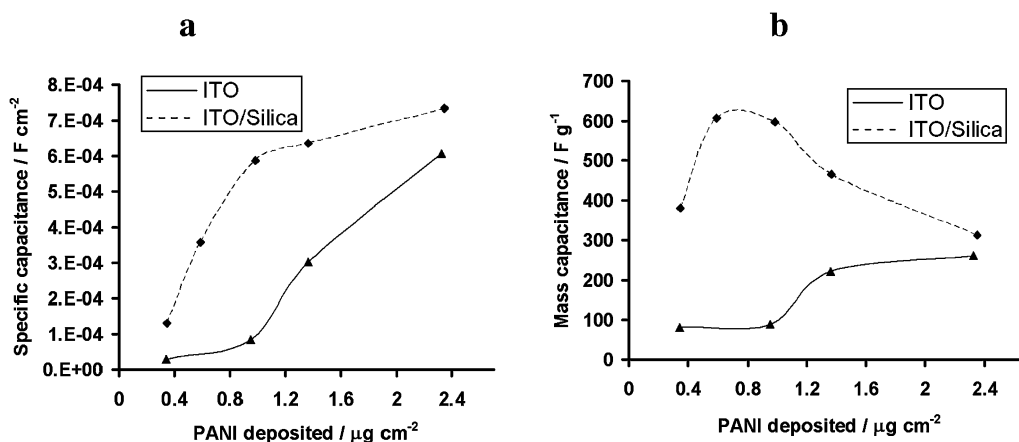 a
b
ITO
ITO/Silica
8.E-04
7.E-04
6.E-04
5.E-04
4.E-04
3.E-04
2.E-04
1.E-04
0.E+00
Specific capacitance / F cm⁻²
0 0.4 0.8 1.2 1.6 2 2.4
PANI deposited / µg cm⁻²
ITO
ITO/Silica
700
600
500
400
300
200
100
0
Mass capacitance / F g⁻¹
0 0.4 0.8 1.2 1.6 2 2.4
PANI deposited / µg cm⁻²